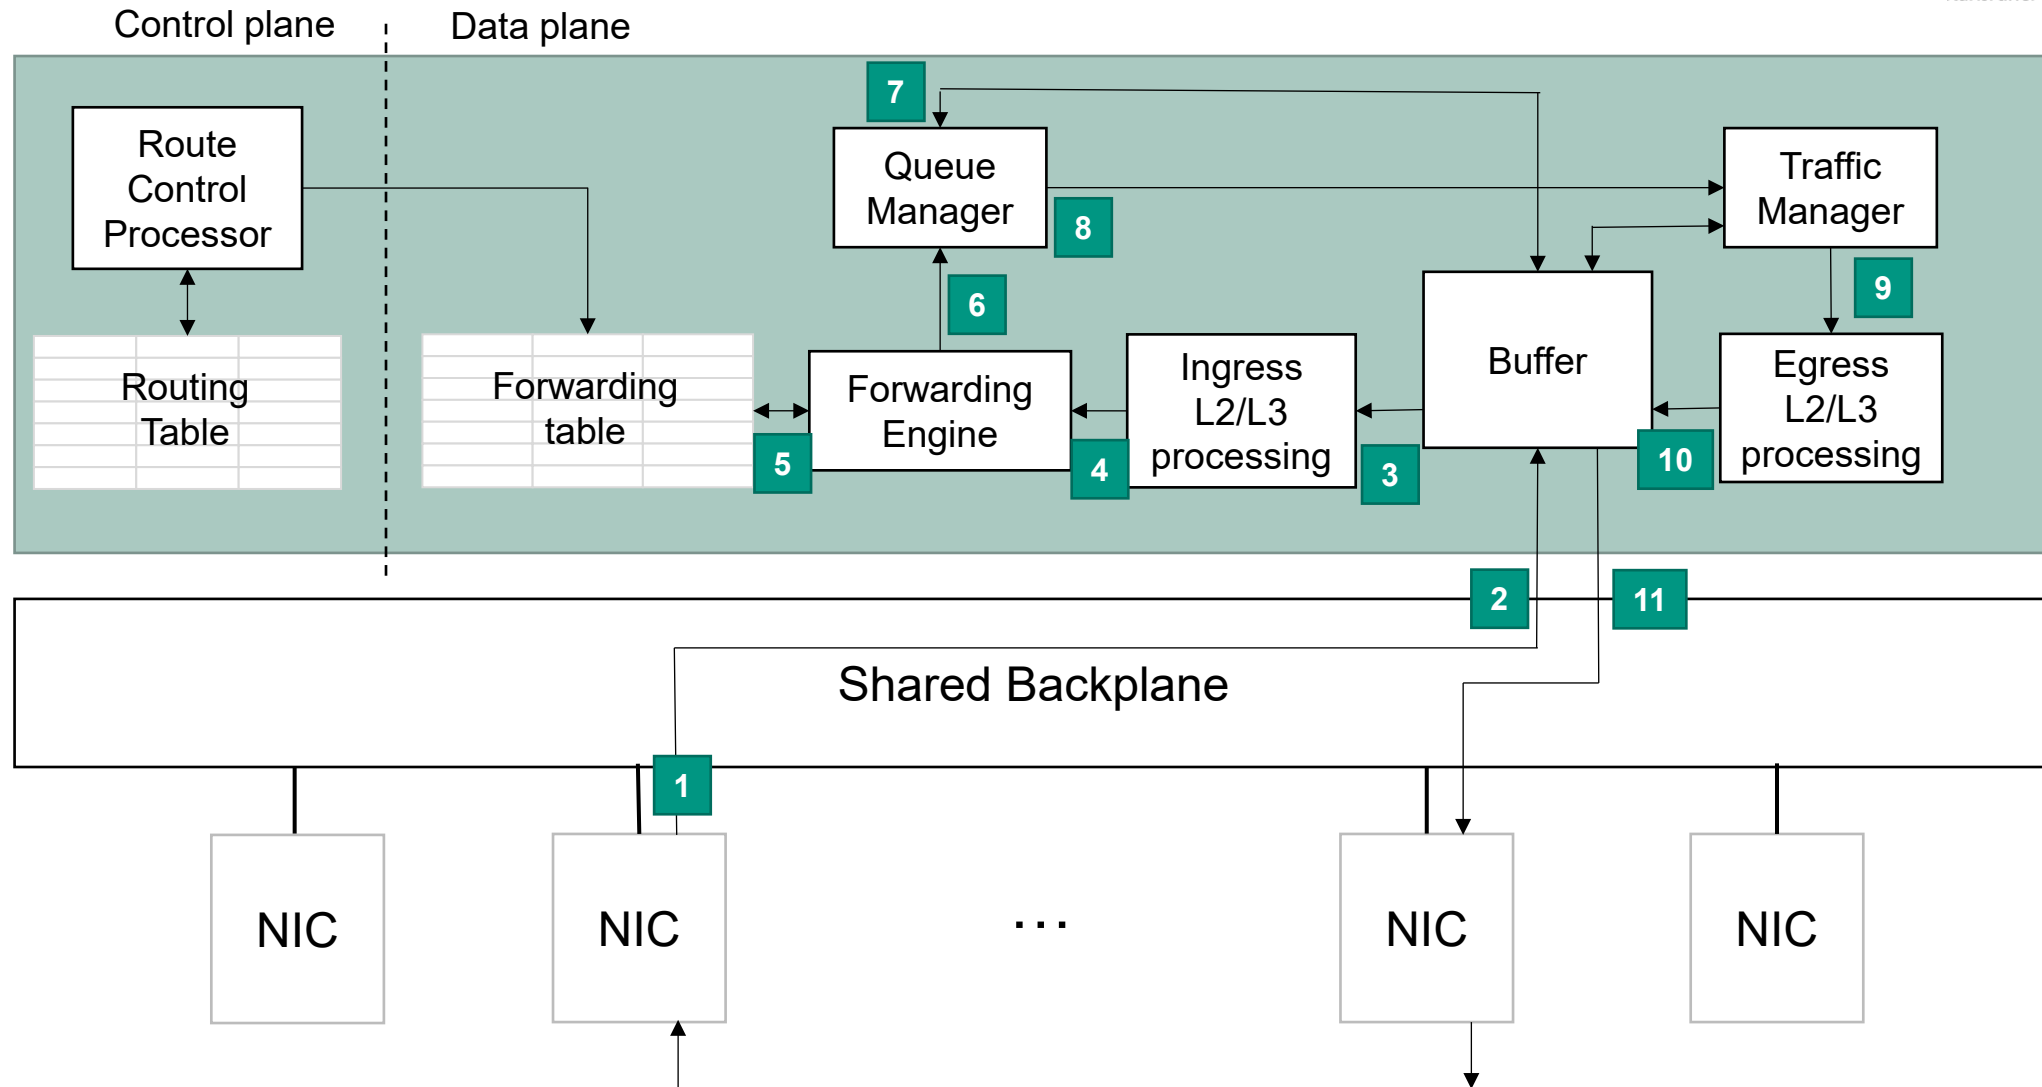 Control plane
Data plane
7
Route
Control
Processor
Queue
Manager
8
Traffic
Manager
6
9
Routing
Table
Forwarding
table
5
Forwarding
Engine
4
Ingress
L2/L3
processing
3
Buffer
10
Egress
L2/L3
processing
2
11
Shared Backplane
1
NIC
NIC
...
NIC
NIC